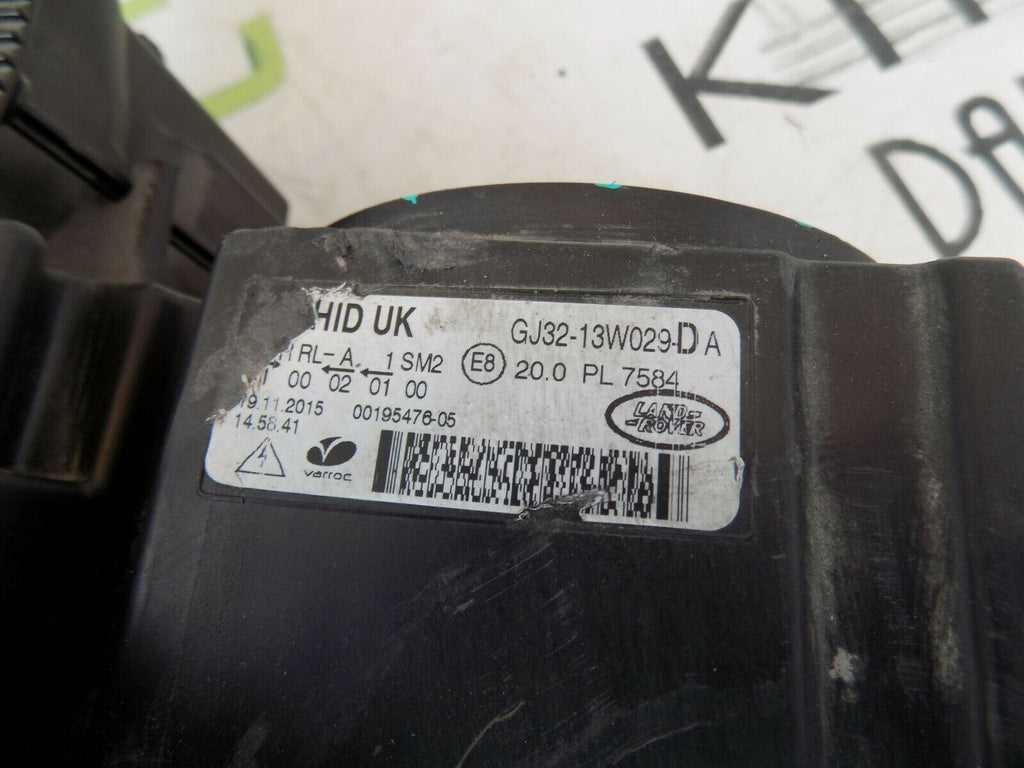 HID UK
GJ32-13W029-DA
RL-A 1 SM2 E8 20.0 PL 7584
00 02 01 00
19.11.2015 00195476-05
14.58.41
LAND-
-ROVER
varroc